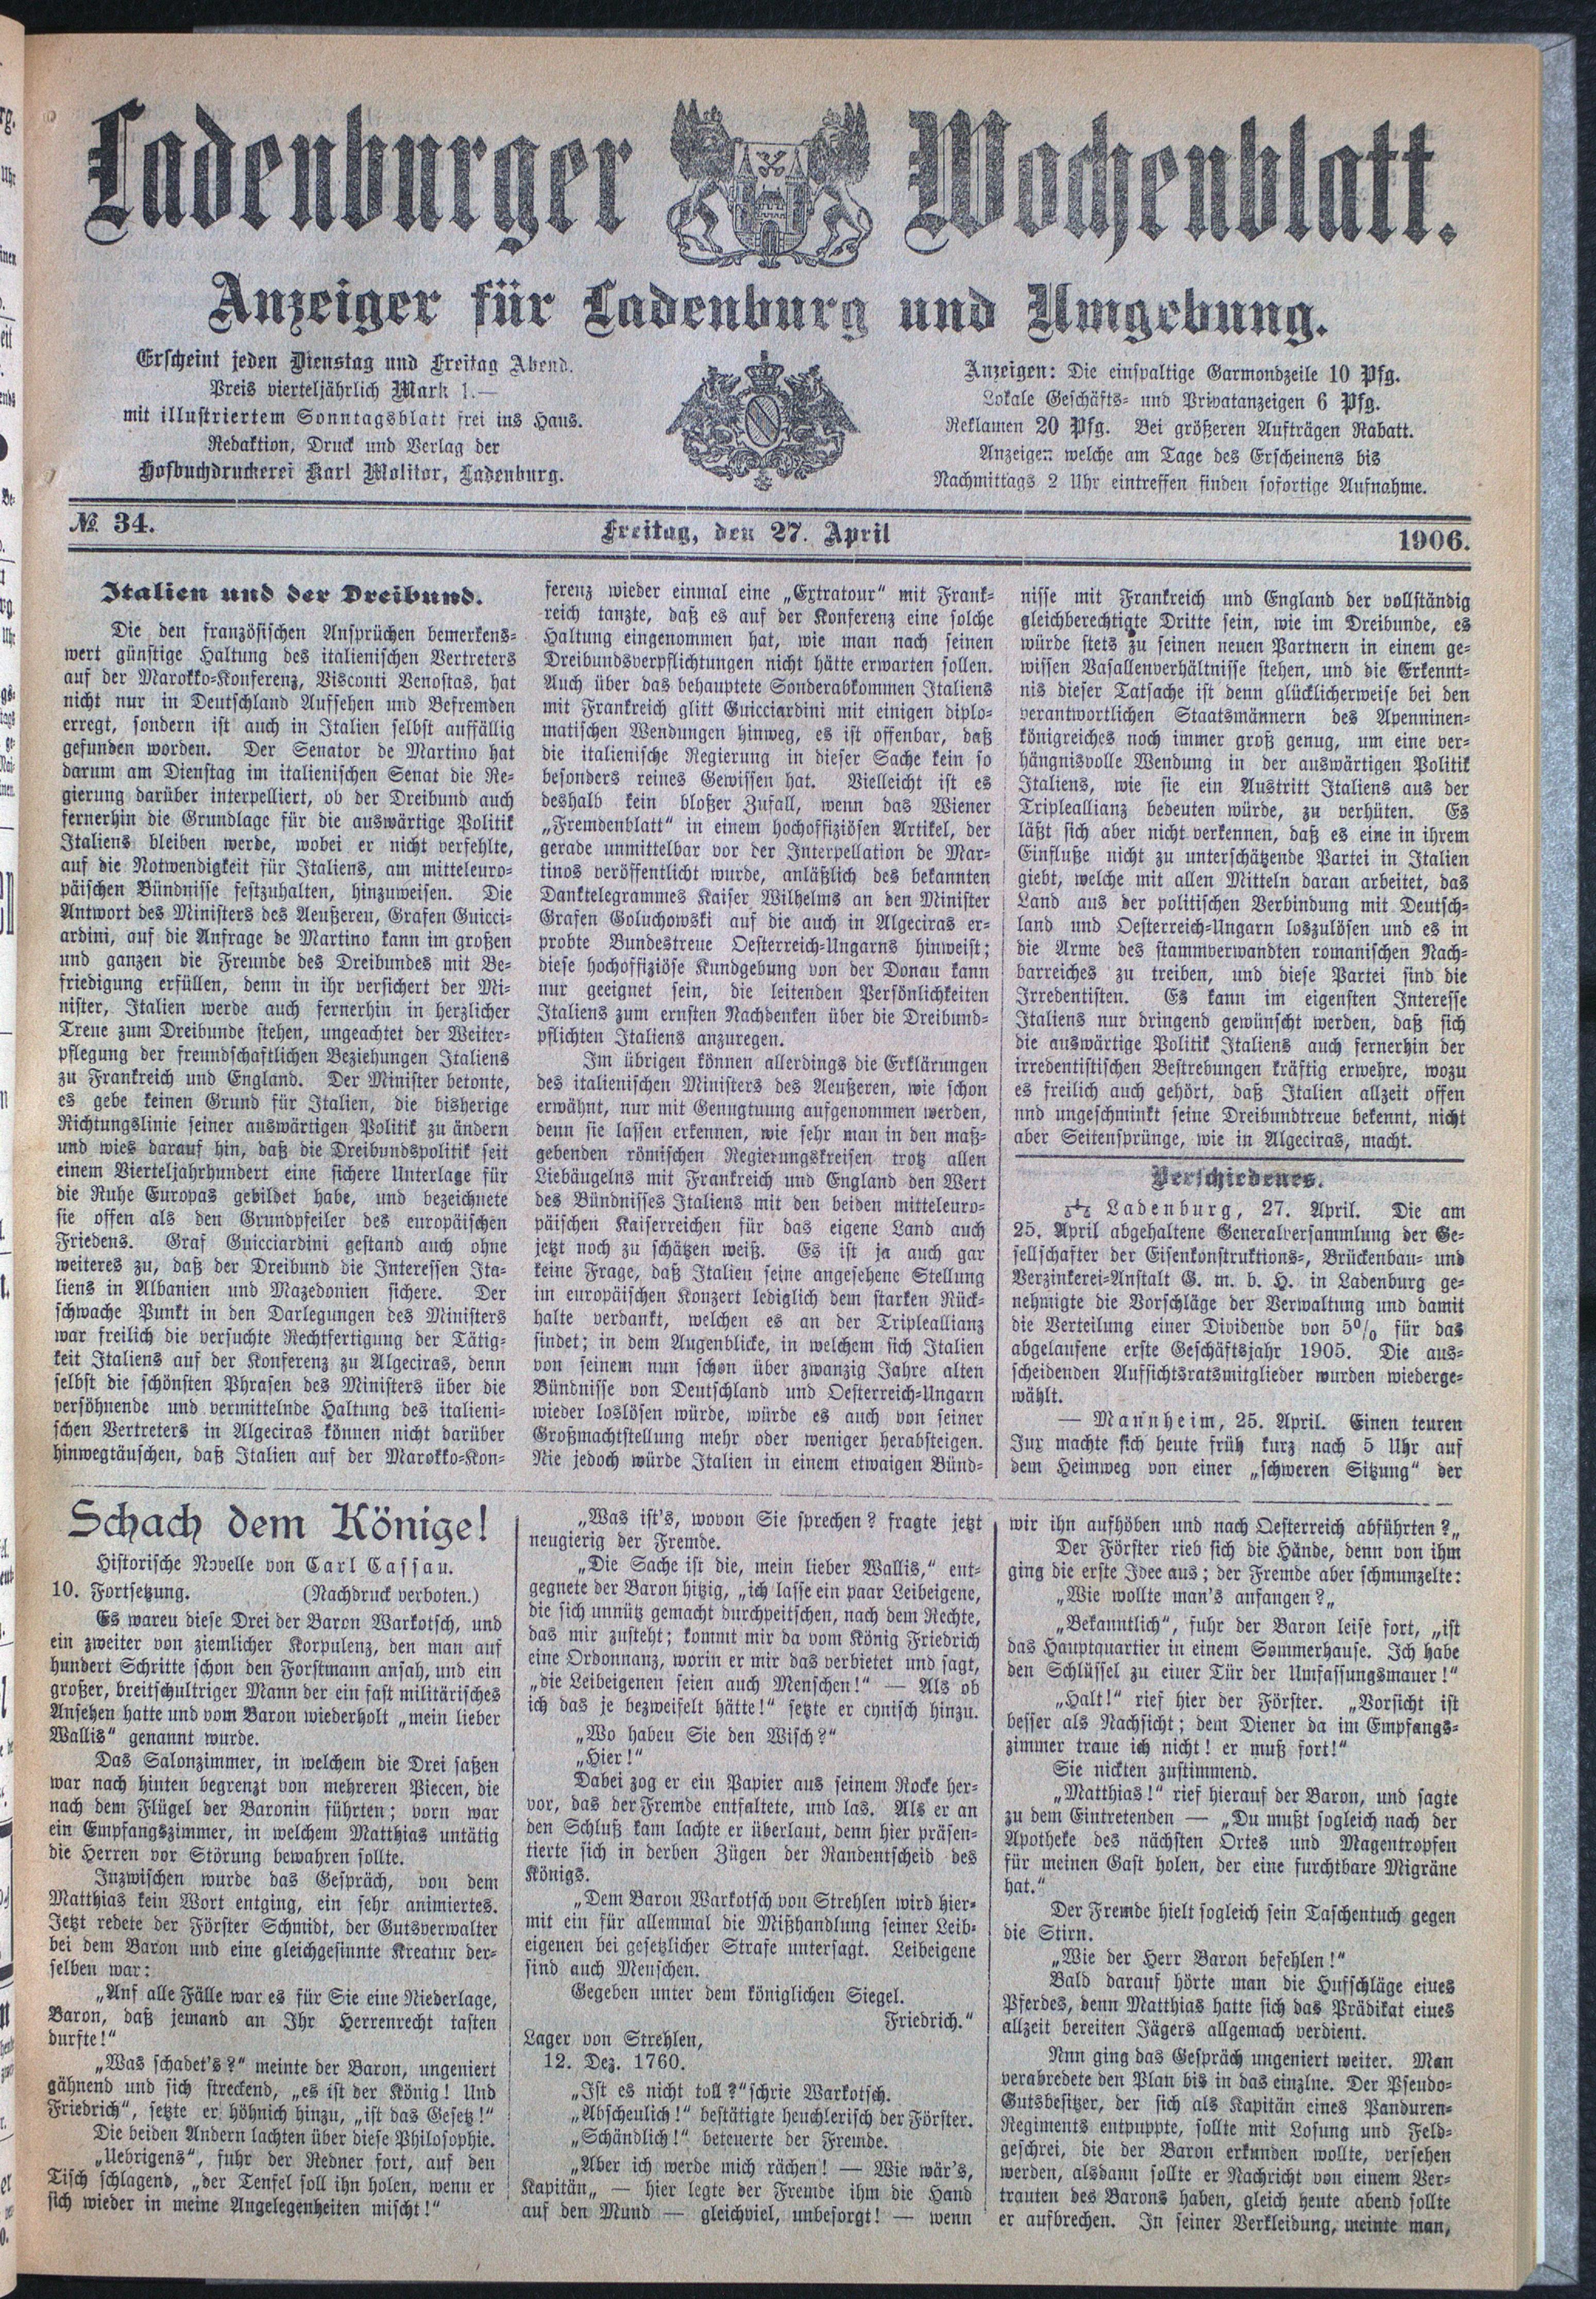 Ladenburger Wochenblatt.
Anzeiger für Ladenburg und Umgebung.
Erscheint jeden Dienstag und Freitag Abend.
Preis vierteljährlich Mark 1.—
mit illustriertem Sonntagsblatt frei ins Haus.
Redaktion, Druck und Verlag der
Hofbuchdruckerei Karl Molitor, Ladenburg.
Anzeigen: Die einspaltige Garmondzeile 10 Pfg.
Lokale Geschäfts- und Privatanzeigen 6 Pfg.
Reklamen 20 Pfg. Bei größeren Aufträgen Rabatt.
Anzeigen welche am Tage des Erscheinens bis
Nachmittags 2 Uhr eintreffen finden sofortige Aufnahme.
№ 34.
Freitag, den 27. April
1906.
Italien und der Dreibund.
Die den französischen Ansprüchen bemerkens-
wert günstige Haltung des italienischen Vertreters
auf der Marokko-Konferenz, Visconti Venostas, hat
nicht nur in Deutschland Aufsehen und Befremden
erregt, sondern ist auch in Italien selbst auffällig
gefunden worden. Der Senator de Martino hat
darum am Dienstag im italienischen Senat die Re-
gierung darüber interpelliert, ob der Dreibund auch
fernerhin die Grundlage für die auswärtige Politik
Italiens bleiben werde, wobei er nicht verfehlte,
auf die Notwendigkeit für Italiens, am mitteleuro-
päischen Bündnisse festzuhalten, hinzuweisen. Die
Antwort des Ministers des Aeußeren, Grafen Guicci-
ardini, auf die Anfrage de Martino kann im großen
und ganzen die Freunde des Dreibundes mit Be-
friedigung erfüllen, denn in ihr versichert der Mi-
nister, Italien werde auch fernerhin in herzlicher
Treue zum Dreibunde stehen, ungeachtet der Weiter-
pflegung der freundschaftlichen Beziehungen Italiens
zu Frankreich und England. Der Minister betonte,
es gebe keinen Grund für Italien, die bisherige
Richtungslinie seiner auswärtigen Politik zu ändern
und wies darauf hin, daß die Dreibundspolitik seit
einem Vierteljahrhundert eine sichere Unterlage für
die Ruhe Europas gebildet habe, und bezeichnete
sie offen als den Grundpfeiler des europäischen
Friedens. Graf Guicciardini gestand auch ohne
weiteres zu, daß der Dreibund die Interessen Ita-
liens in Albanien und Mazedonien sichere. Der
schwache Punkt in den Darlegungen des Ministers
war freilich die versuchte Rechtfertigung der Tätig-
keit Italiens auf der Konferenz zu Algeciras, denn
selbst die schönsten Phrasen des Ministers über die
versöhnende und vermittelnde Haltung des italieni-
schen Vertreters in Algeciras können nicht darüber
hinwegtäuschen, daß Italien auf der Marokko-Kon-
ferenz wieder einmal eine „Extratour“ mit Frank-
reich tanzte, daß es auf der Konferenz eine solche
Haltung eingenommen hat, wie man nach seinen
Dreibundsverpflichtungen nicht hätte erwarten sollen.
Auch über das behauptete Sonderabkommen Italiens
mit Frankreich glitt Guicciardini mit einigen diplo-
matischen Wendungen hinweg, es ist offenbar, daß
die italienische Regierung in dieser Sache kein so
besonders reines Gewissen hat. Vielleicht ist es
deshalb kein bloßer Zufall, wenn das Wiener
„Fremdenblatt“ in einem hochoffiziösen Artikel, der
gerade unmittelbar vor der Interpellation de Mar-
tinos veröffentlicht wurde, anläßlich des bekannten
Danktelegrammes Kaiser Wilhelms an den Minister
Grafen Goluchowski auf die auch in Algeciras er-
probte Bundestreue Oesterreich-Ungarns hinweist;
diese hochoffiziöse Kundgebung von der Donau kann
nur geeignet sein, die leitenden Persönlichkeiten
Italiens zum ernsten Nachdenken über die Dreibund-
pflichten Italiens anzuregen.
Im übrigen können allerdings die Erklärungen
des italienischen Ministers des Aeußeren, wie schon
erwähnt, nur mit Genugtuung aufgenommen werden,
denn sie lassen erkennen, wie sehr man in den maß-
gebenden römischen Regierungskreisen trotz allen
Liebäugelns mit Frankreich und England den Wert
des Bündnisses Italiens mit den beiden mitteleuro-
päischen Kaiserreichen für das eigene Land auch
jetzt noch zu schätzen weiß. Es ist ja auch gar
keine Frage, daß Italien seine angesehene Stellung
im europäischen Konzert lediglich dem starken Rück-
halte verdankt, welchen es an der Tripleallianz
findet; in dem Augenblicke, in welchem sich Italien
von seinem nun schon über zwanzig Jahre alten
Bündnisse von Deutschland und Oesterreich-Ungarn
wieder loslösen würde, würde es auch von seiner
Großmachtstellung mehr oder weniger herabsteigen.
Nie jedoch würde Italien in einem etwaigen Bünd-
nisse mit Frankreich und England der vollständig
gleichberechtigte Dritte sein, wie im Dreibunde, es
würde stets zu seinen neuen Partnern in einem ge-
wissen Vasallenverhältnisse stehen, und die Erkennt-
nis dieser Tatsache ist denn glücklicherweise bei den
verantwortlichen Staatsmännern des Apenninen-
königreiches noch immer groß genug, um eine ver-
hängnisvolle Wendung in der auswärtigen Politik
Italiens, wie sie ein Austritt Italiens aus der
Tripleallianz bedeuten würde, zu verhüten. Es
läßt sich aber nicht verkennen, daß es eine in ihrem
Einfluße nicht zu unterschätzende Partei in Italien
giebt, welche mit allen Mitteln daran arbeitet, das
Land aus der politischen Verbindung mit Deutsch-
land und Oesterreich-Ungarn loszulösen und es in
die Arme des stammverwandten romanischen Nach-
barreiches zu treiben, und diese Partei sind die
Irredentisten. Es kann im eigensten Interesse
Italiens nur dringend gewünscht werden, daß sich
die auswärtige Politik Italiens auch fernerhin der
irredentistischen Bestrebungen kräftig erwehre, wozu
es freilich auch gehört, daß Italien allzeit offen
nnd ungeschminkt seine Dreibundtreue bekennt, nicht
aber Seitensprünge, wie in Algeciras, macht.
Verschiedenes.
Ladenburg, 27. April. Die am
25. April abgehaltene Generalversammlung der Ge-
sellschafter der Eisenkonstruktions-, Brückenbau- und
Verzinkerei-Anstalt G. m. b. H. in Ladenburg ge-
nehmigte die Vorschläge der Verwaltung und damit
die Verteilung einer Dividende von 5% für das
abgelaufene erste Geschäftsjahr 1905. Die aus-
scheidenden Aufsichtsratsmitglieder wurden wiederge-
wählt.
— Mannheim, 25. April. Einen teuren
Jux machte sich heute früh kurz nach 5 Uhr auf
dem Heimweg von einer „schweren Sitzung“ der
Schach dem Könige!
Historische Novelle von Carl Cassau.
10. Fortsetzung. (Nachdruck verboten.)
Es waren diese Drei der Baron Warkotsch, und
ein zweiter von ziemlicher Korpulenz, den man auf
hundert Schritte schon den Forstmann ansah, und ein
großer, breitschultriger Mann der ein fast militärisches
Ansehen hatte und vom Baron wiederholt „mein lieber
Wallis“ genannt wurde.
Das Salonzimmer, in welchem die Drei saßen
war nach hinten begrenzt von mehreren Piecen, die
nach dem Flügel der Baronin führten; vorn war
ein Empfangszimmer, in welchem Matthias untätig
die Herren vor Störung bewahren sollte.
Inzwischen wurde das Gespräch, von dem
Matthias kein Wort entging, ein sehr animiertes.
Jetzt redete der Förster Schmidt, der Gutsverwalter
bei dem Baron und eine gleichgesinnte Kreatur der-
selben war:
„Auf alle Fälle war es für Sie eine Niederlage,
Baron, daß jemand an Ihr Herrenrecht tasten
durfte!“
„Was schadet's?“ meinte der Baron, ungeniert
gähnend und sich streckend, „es ist der König! Und
Friedrich“, setzte er höhnich hinzu, „ist das Gesetz!“
Die beiden Andern lachten über diese Philosophie.
„Uebrigens“, fuhr der Redner fort, auf den
Tisch schlagend, „der Teufel soll ihn holen, wenn er
sich wieder in meine Angelegenheiten mischt!“
„Was ist's, wovon Sie sprechen? fragte jetzt
neugierig der Fremde.
„Die Sache ist die, mein lieber Wallis,“ ent-
gegnete der Baron hitzig, „ich lasse ein paar Leibeigene,
die sich unnütz gemacht durchpeitschen, nach dem Rechte,
das mir zusteht; kommt mir da vom König Friedrich
eine Ordonnanz, worin er mir das verbietet und sagt,
„die Leibeigenen seien auch Menschen!“ — Als ob
ich das je bezweifelt hätte!“ setzte er cynisch hinzu.
„Wo haben Sie den Wisch?“
„Hier!“
Dabei zog er ein Papier aus seinem Rocke her-
vor, das der Fremde entfaltete, und las. Als er an
den Schluß kam lachte er überlaut, denn hier präsen-
tierte sich in derben Zügen der Randentscheid des
Königs.
„Dem Baron Warkotsch von Strehlen wird hier-
mit ein für allemal die Mißhandlung seiner Leib-
eigenen bei gesetzlicher Strafe untersagt. Leibeigene
sind auch Menschen.
Gegeben unter dem königlichen Siegel.
Friedrich.“
Lager von Strehlen,
12. Dez. 1760.
„Ist es nicht toll?“ schrie Warkotsch.
„Abscheulich!“ bestätigte heuchlerisch der Förster.
„Schändlich!“ beteuerte der Fremde.
„Aber ich werde mich rächen! — Wie wär's,
Kapitän„ — hier legte der Fremde ihm die Hand
auf den Mund — gleichviel, unbesorgt! — wenn
wir ihn aufhöben und nach Oesterreich abführten?„
Der Förster rieb sich die Hände, denn von ihm
ging die erste Idee aus; der Fremde aber schmunzelte:
„Wie wollte man's anfangen?„
„Bekanntlich“, fuhr der Baron leise fort, „ist
das Hauptquartier in einem Sommerhause. Ich habe
den Schlüssel zu einer Tür der Umfassungsmauer!“
„Halt!“ rief hier der Förster. „Vorsicht ist
besser als Nachsicht; dem Diener da im Empfangs-
zimmer traue ich nicht! er muß fort!“
Sie nickten zustimmend.
„Matthias!“ rief hierauf der Baron, und sagte
zu dem Eintretenden — „Du mußt sogleich nach der
Apotheke des nächsten Ortes und Magentropfen
für meinen Gast holen, der eine furchtbare Migräne
hat.“
Der Fremde hielt sogleich sein Taschentuch gegen
die Stirn.
„Wie der Herr Baron befehlen!“
Bald darauf hörte man die Hufschläge eines
Pferdes, denn Matthias hatte sich das Prädikat eines
allzeit bereiten Jägers allgemach verdient.
Nnn ging das Gespräch ungeniert weiter. Man
verabredete den Plan bis in das einzlne. Der Pseudo-
Gutsbesitzer, der sich als Kapitän eines Panduren-
Regiments entpuppte, sollte mit Losung und Feld-
geschrei, die der Baron erkunden wollte, versehen
werden, alsdann sollte er Nachricht von einem Ver-
trauten des Barons haben, gleich heute abend sollte
er aufbrechen. In seiner Verkleidung, meinte man,